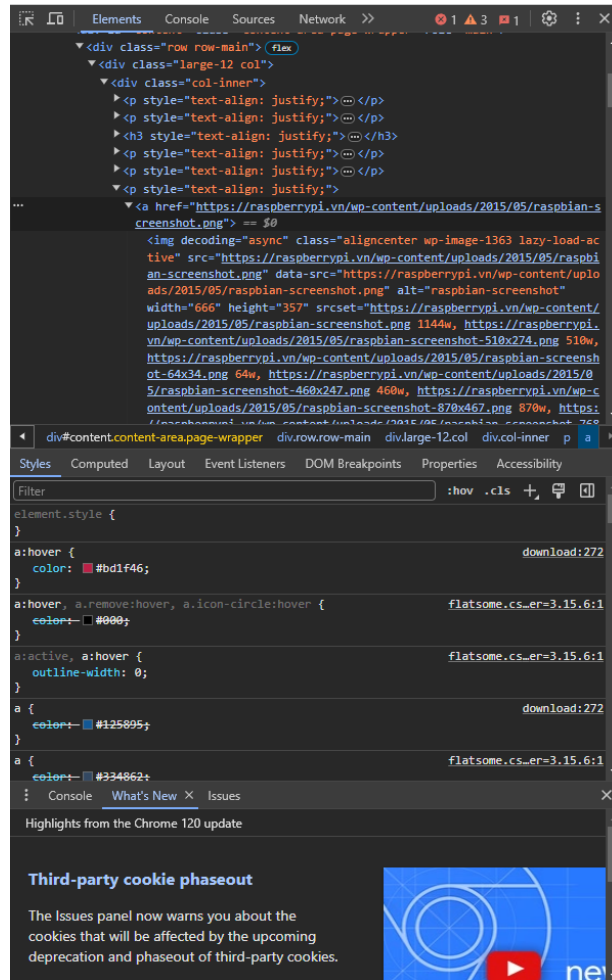 Elements Console Sources Network >> 1 3 1
<div class="row row-main"> flex
<div class="large-12 col">
<div class="col-inner">
<p style="text-align: justify;">…</p>
<p style="text-align: justify;">…</p>
<h3 style="text-align: justify;">…</h3>
<p style="text-align: justify;">…</p>
<p style="text-align: justify;">…</p>
<p style="text-align: justify;">
… <a href="https://raspberrypi.vn/wp-content/uploads/2015/05/raspbian-s
creenshot.png"> == $0
<img decoding="async" class="aligncenter wp-image-1363 lazy-load-ac
tive" src="https://raspberrypi.vn/wp-content/uploads/2015/05/raspbi
an-screenshot.png" data-src="https://raspberrypi.vn/wp-content/uplo
ads/2015/05/raspbian-screenshot.png" alt="raspbian-screenshot"
width="666" height="357" srcset="https://raspberrypi.vn/wp-content/
uploads/2015/05/raspbian-screenshot.png 1144w, https://raspberrypi.
vn/wp-content/uploads/2015/05/raspbian-screenshot-510x274.png 510w,
https://raspberrypi.vn/wp-content/uploads/2015/05/raspbian-screensh
ot-64x34.png 64w, https://raspberrypi.vn/wp-content/uploads/2015/0
5/raspbian-screenshot-460x247.png 460w, https://raspberrypi.vn/wp-c
ontent/uploads/2015/05/raspbian-screenshot-870x467.png 870w, https:
div#content.content-area.page-wrapper div.row.row-main div.large-12.col div.col-inner p a
Styles Computed Layout Event Listeners DOM Breakpoints Properties Accessibility
Filter :hov .cls
element.style {
}
a:hover { download:272
color: #bd1f46;
}
a:hover, a.remove:hover, a.icon-circle:hover { flatsome.cs…er=3.15.6:1
color: #000;
}
a:active, a:hover { flatsome.cs…er=3.15.6:1
outline-width: 0;
}
a { download:272
color: #125895;
}
a { flatsome.cs…er=3.15.6:1
color: #334862;
Console What's New Issues
Highlights from the Chrome 120 update
Third-party cookie phaseout
The Issues panel now warns you about the
cookies that will be affected by the upcoming
deprecation and phaseout of third-party cookies.